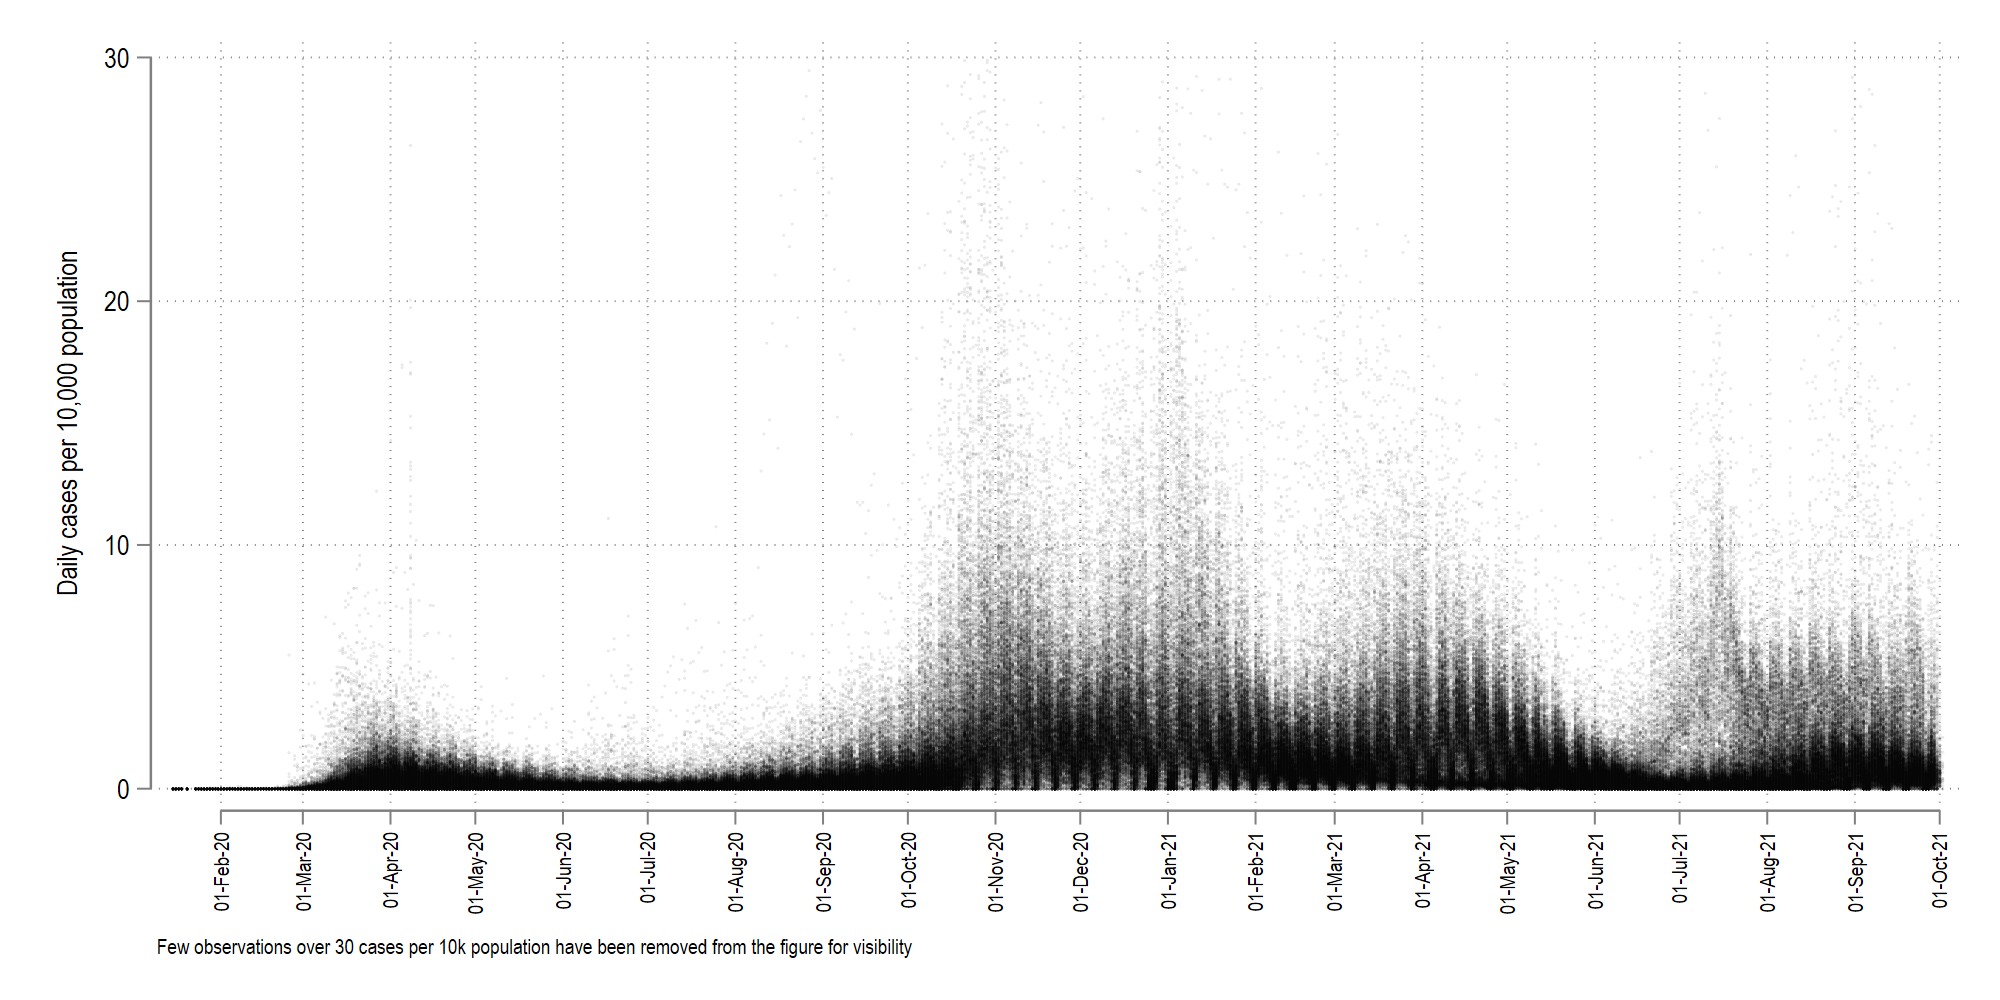 Daily cases per 10,000 population
30
20
10
0
01-Feb-20
01-Mar-20
01-Apr-20
01-May-20
01-Jun-20
01-Jul-20
01-Aug-20
01-Sep-20
01-Oct-20
01-Nov-20
01-Dec-20
01-Jan-21
01-Feb-21
01-Mar-21
01-Apr-21
01-May-21
01-Jun-21
01-Jul-21
01-Aug-21
01-Sep-21
01-Oct-21
Few observations over 30 cases per 10k population have been removed from the figure for visibility